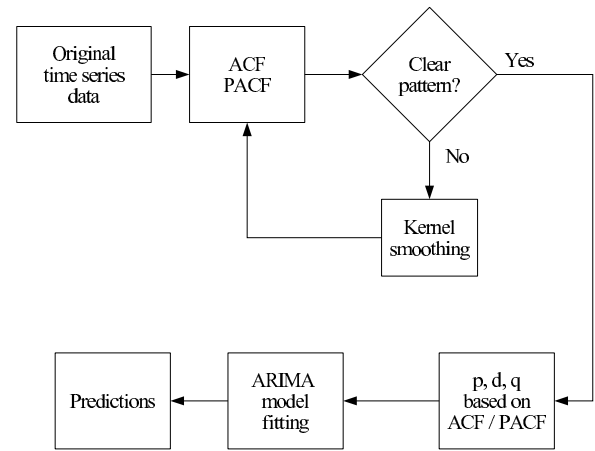 Original
time series
data
ACF
PACF
Clear
pattern?
Yes
No
Kernel
smoothing
Predictions
ARIMA
model
fitting
p, d, q
based on
ACF / PACF